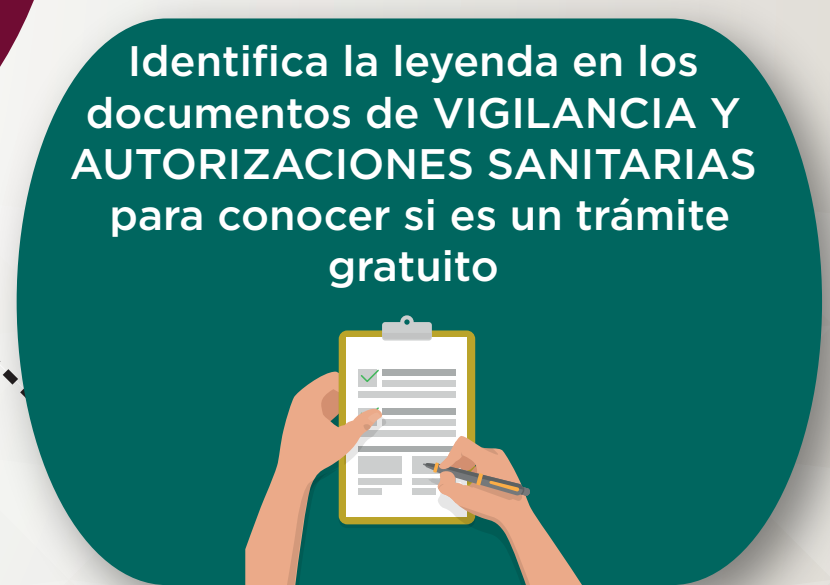 Identifica la leyenda en los
documentos de VIGILANCIA Y
AUTORIZACIONES SANITARIAS
para conocer si es un trámite
gratuito